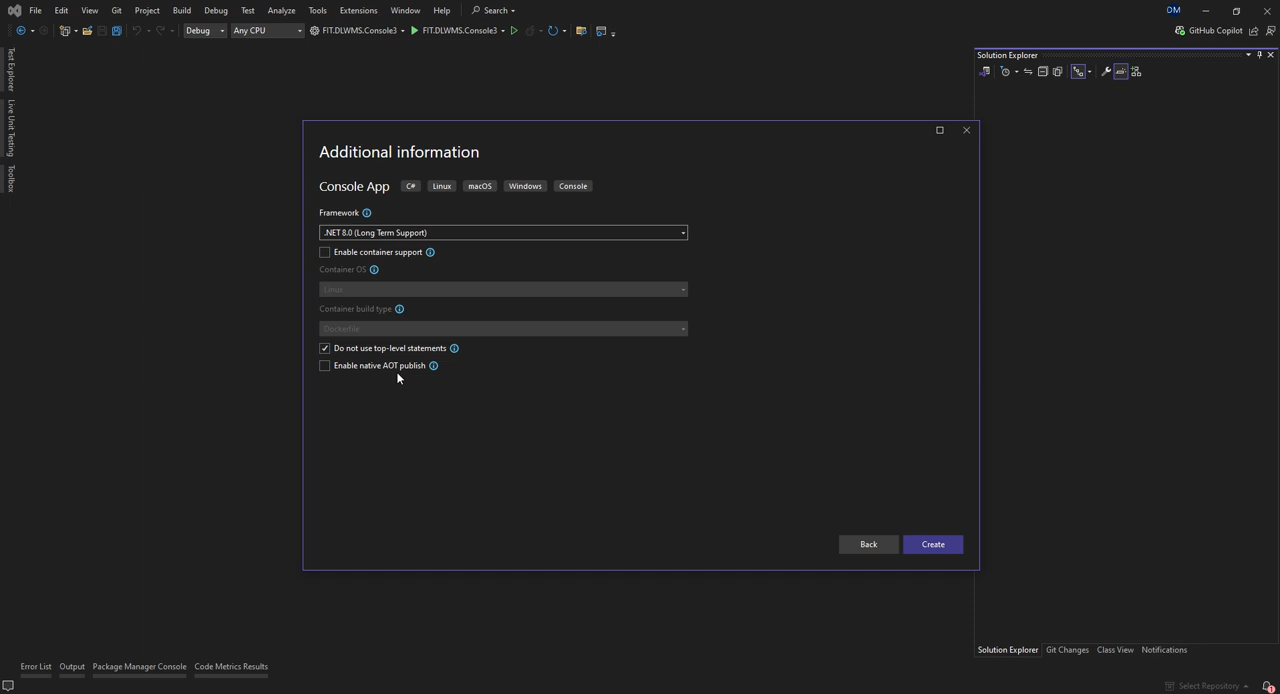 File Edit View Git Project Build Debug Test Analyze Tools Extensions Window Help Search DM
Debug Any CPU FIT.DLWMS.Console3 FIT.DLWMS.Console3 GitHub Copilot
Test Explorer
Live Unit Testing
Toolbox
Solution Explorer
Additional information
Console App C# Linux macOS Windows Console
Framework
.NET 8.0 (Long Term Support)
Enable container support
Container OS
Linux
Container build type
Dockerfile
Do not use top-level statements
Enable native AOT publish
Back Create
Solution Explorer Git Changes Class View Notifications
Error List Output Package Manager Console Code Metrics Results
Select Repository